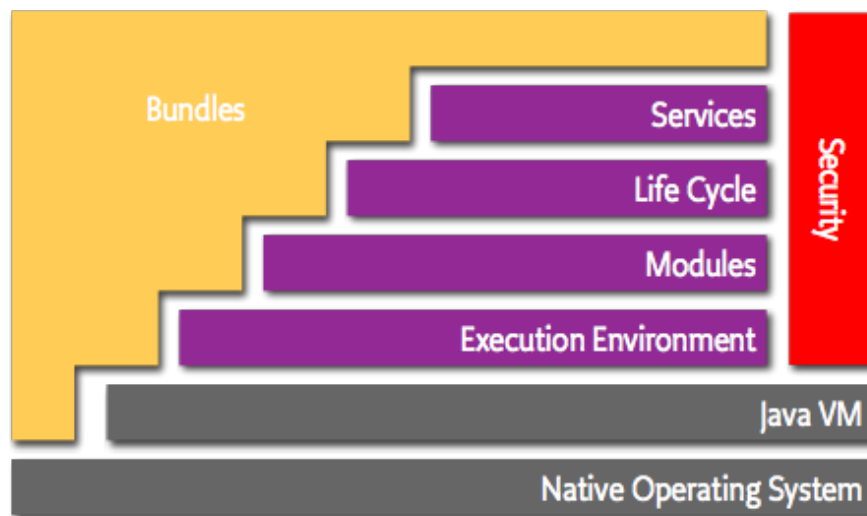 Bundles
Services
Life Cycle
Modules
Execution Environment
Security
Java VM
Native Operating System